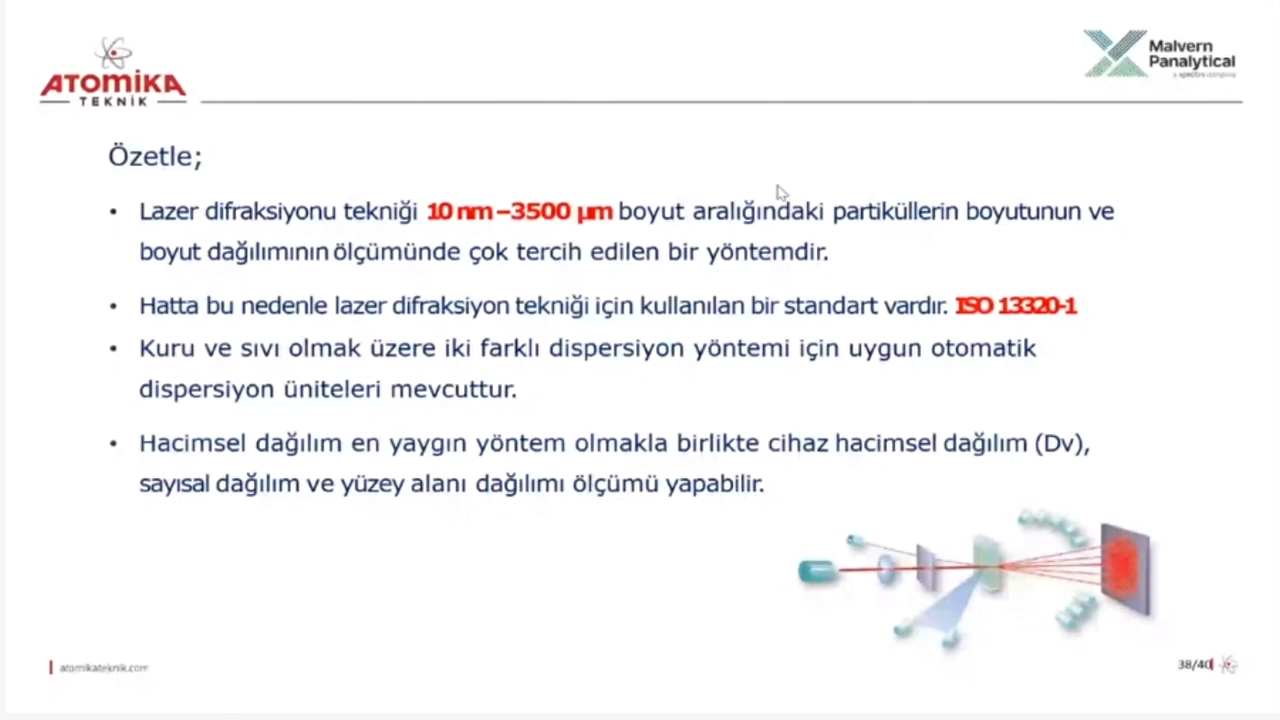 ATOMİKA
TEKNİK
Malvern
Panalytical
a spectris company
Özetle;
• Lazer difraksiyonu tekniği 10 nm – 3500 µm boyut aralığındaki partiküllerin boyutunun ve
boyut dağılımının ölçümünde çok tercih edilen bir yöntemdir.
• Hatta bu nedenle lazer difraksiyon tekniği için kullanılan bir standart vardır. ISO 13320-1
• Kuru ve sıvı olmak üzere iki farklı dispersiyon yöntemi için uygun otomatik
dispersiyon üniteleri mevcuttur.
• Hacimsel dağılım en yaygın yöntem olmakla birlikte cihaz hacimsel dağılım (Dv),
sayısal dağılım ve yüzey alanı dağılımı ölçümü yapabilir.
atomikateknik.com
38/40